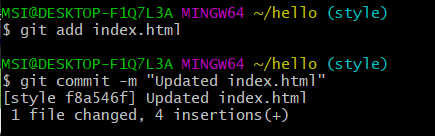 MSI@DESKTOP-F1Q7L3A MINGW64 ~/hello (style)
$ git add index.html
MSI@DESKTOP-F1Q7L3A MINGW64 ~/hello (style)
$ git commit -m "Updated index.html"
[style f8a546f] Updated index.html
1 file changed, 4 insertions(+)